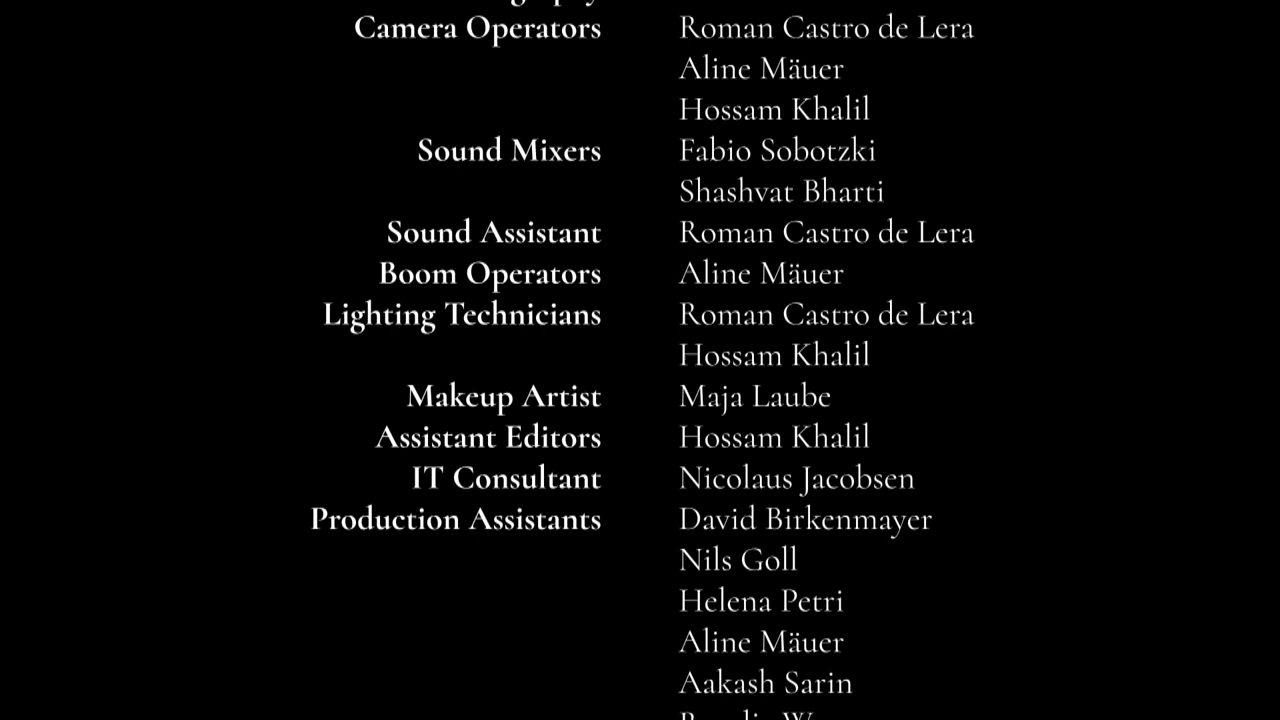 Camera Operators Roman Castro de Lera
Aline Mäuer
Hossam Khalil
Sound Mixers Fabio Sobotzki
Shashvat Bharti
Sound Assistant Roman Castro de Lera
Boom Operators Aline Mäuer
Lighting Technicians Roman Castro de Lera
Hossam Khalil
Makeup Artist Maja Laube
Assistant Editors Hossam Khalil
IT Consultant Nicolaus Jacobsen
Production Assistants David Birkenmayer
Nils Goll
Helena Petri
Aline Mäuer
Aakash Sarin